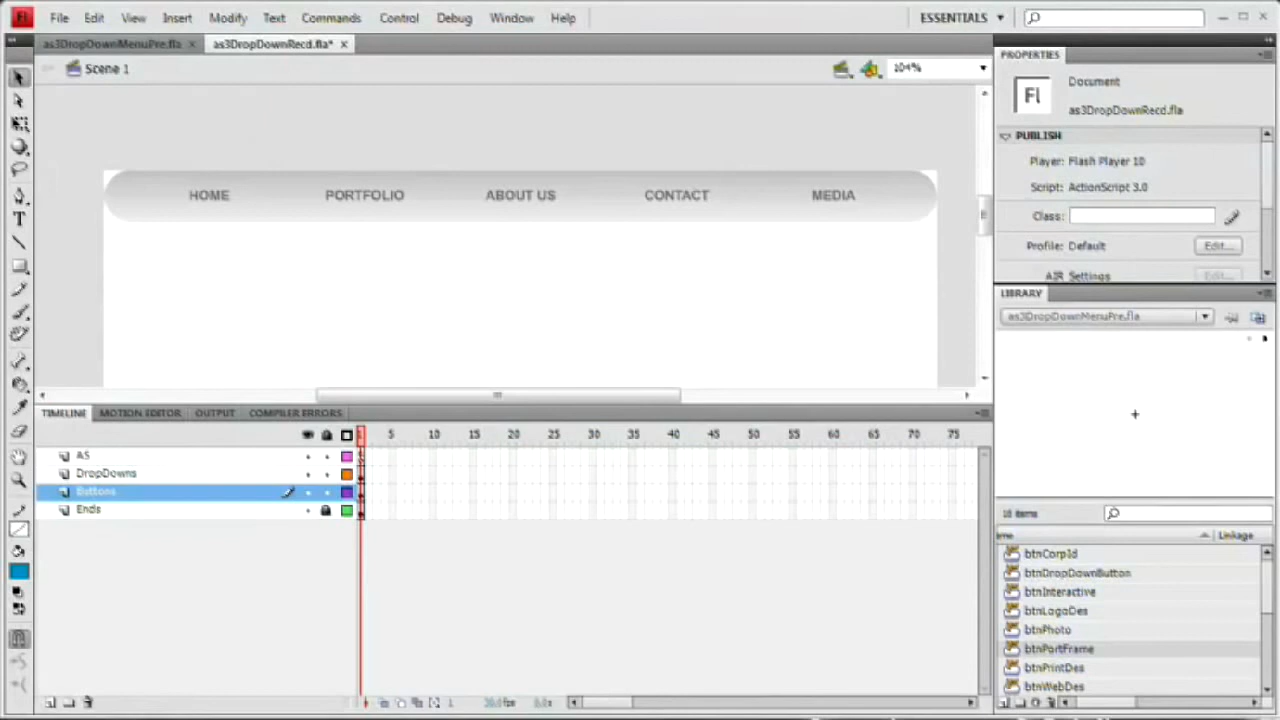 Fl File Edit View Insert Text Modify Commands Control Debug Window Help ESSENTIALS
as3DropDownMenuPre.fla × as3DropDownRecd.fla* ×
Scene 1 104%
HOME PORTFOLIO ABOUT US CONTACT MEDIA
PROPERTIES
Document
Fl
as3DropDownRecd.fla
PUBLISH
Player: Flash Player 10
Script: ActionScript 3.0
Class:
Profile: Default Edit...
AIR Settings Edit...
LIBRARY
as3DropDownMenuPre.fla
Linkage
btnCorpId
btnDropDownButton
btnInteractive
btnLogoDes
btnPhoto
btnPortFrame
btnPrintDes
btnWebDes
TIMELINE MOTION EDITOR OUTPUT COMPILER ERRORS
5 10 15 20 25 30 35 40 45 50 55 60 65 70 75
AS
DropDowns
Buttons
Ends
1